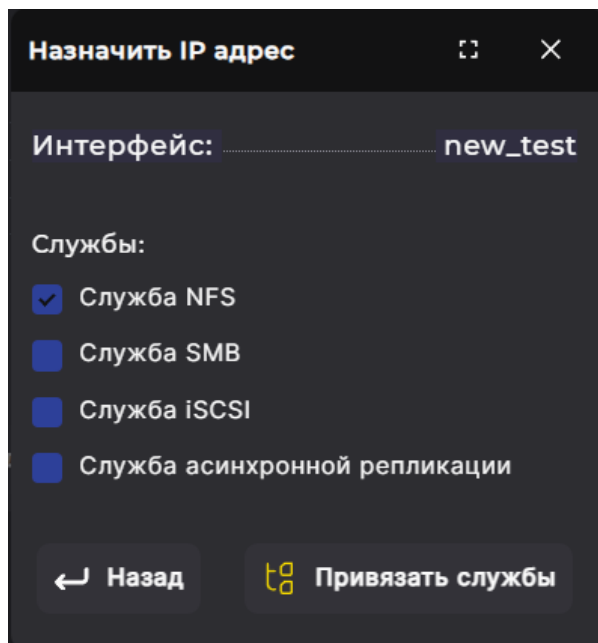 Назначить IP адрес
Интерфейс: new_test
Службы:
Служба NFS
Служба SMB
Служба iSCSI
Служба асинхронной репликации
Назад Привязать службы